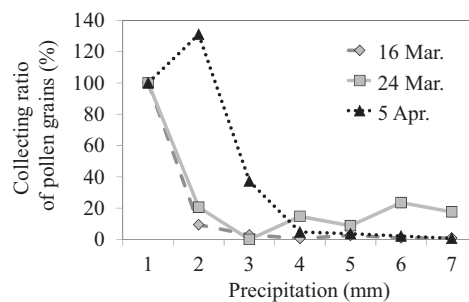 140
120
100
80
60
40
20
0
Collecting ratio
of pollen grains (%)
16 Mar.
24 Mar.
5 Apr.
1 2 3 4 5 6 7
Precipitation (mm)